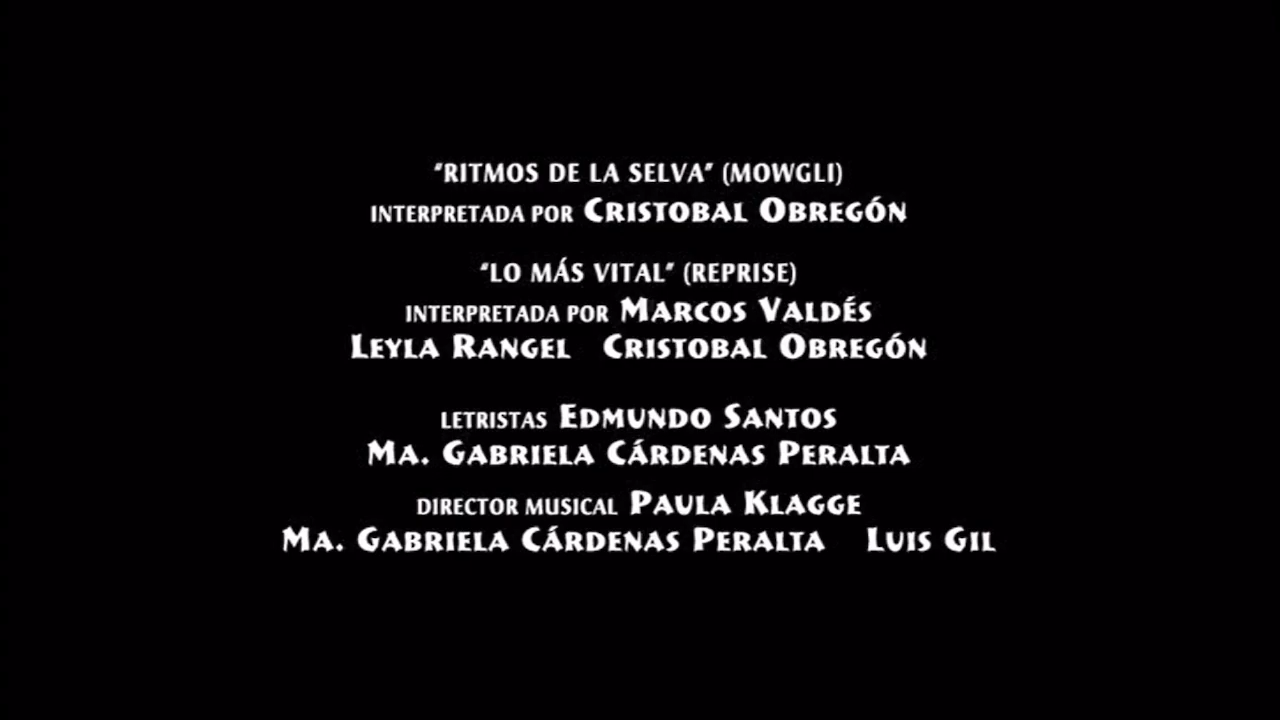 “RITMOS DE LA SELVA” (MOWGLI)
INTERPRETADA POR CRISTOBAL OBREGÓN
“LO MÁS VITAL” (REPRISE)
INTERPRETADA POR MARCOS VALDÉS
LEYLA RANGEL CRISTOBAL OBREGÓN
LETRISTAS EDMUNDO SANTOS
MA. GABRIELA CÁRDENAS PERALTA
DIRECTOR MUSICAL PAULA KLAGGE
MA. GABRIELA CÁRDENAS PERALTA LUIS GIL